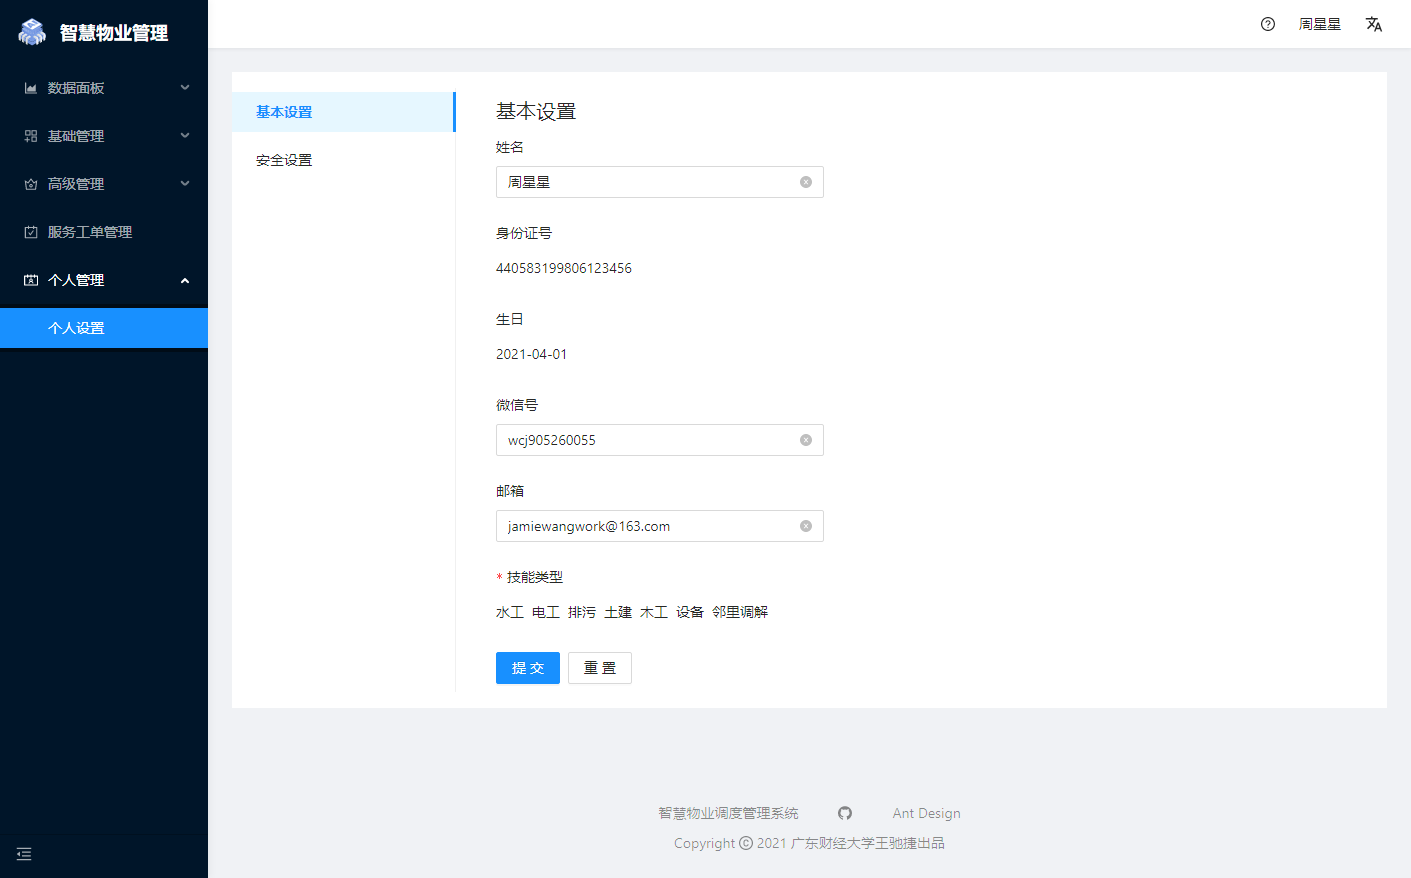 智慧物业管理
周星星
数据面板
基础管理
高级管理
服务工单管理
个人管理
个人设置
基本设置
安全设置
基本设置
姓名
周星星
身份证号
440583199806123456
生日
2021-04-01
微信号
wcj905260055
邮箱
jamiewangwork@163.com
* 技能类型
水工 电工 排污 土建 木工 设备 邻里调解
提 交 重 置
智慧物业调度管理系统 Ant Design
Copyright © 2021 广东财经大学王驰捷出品